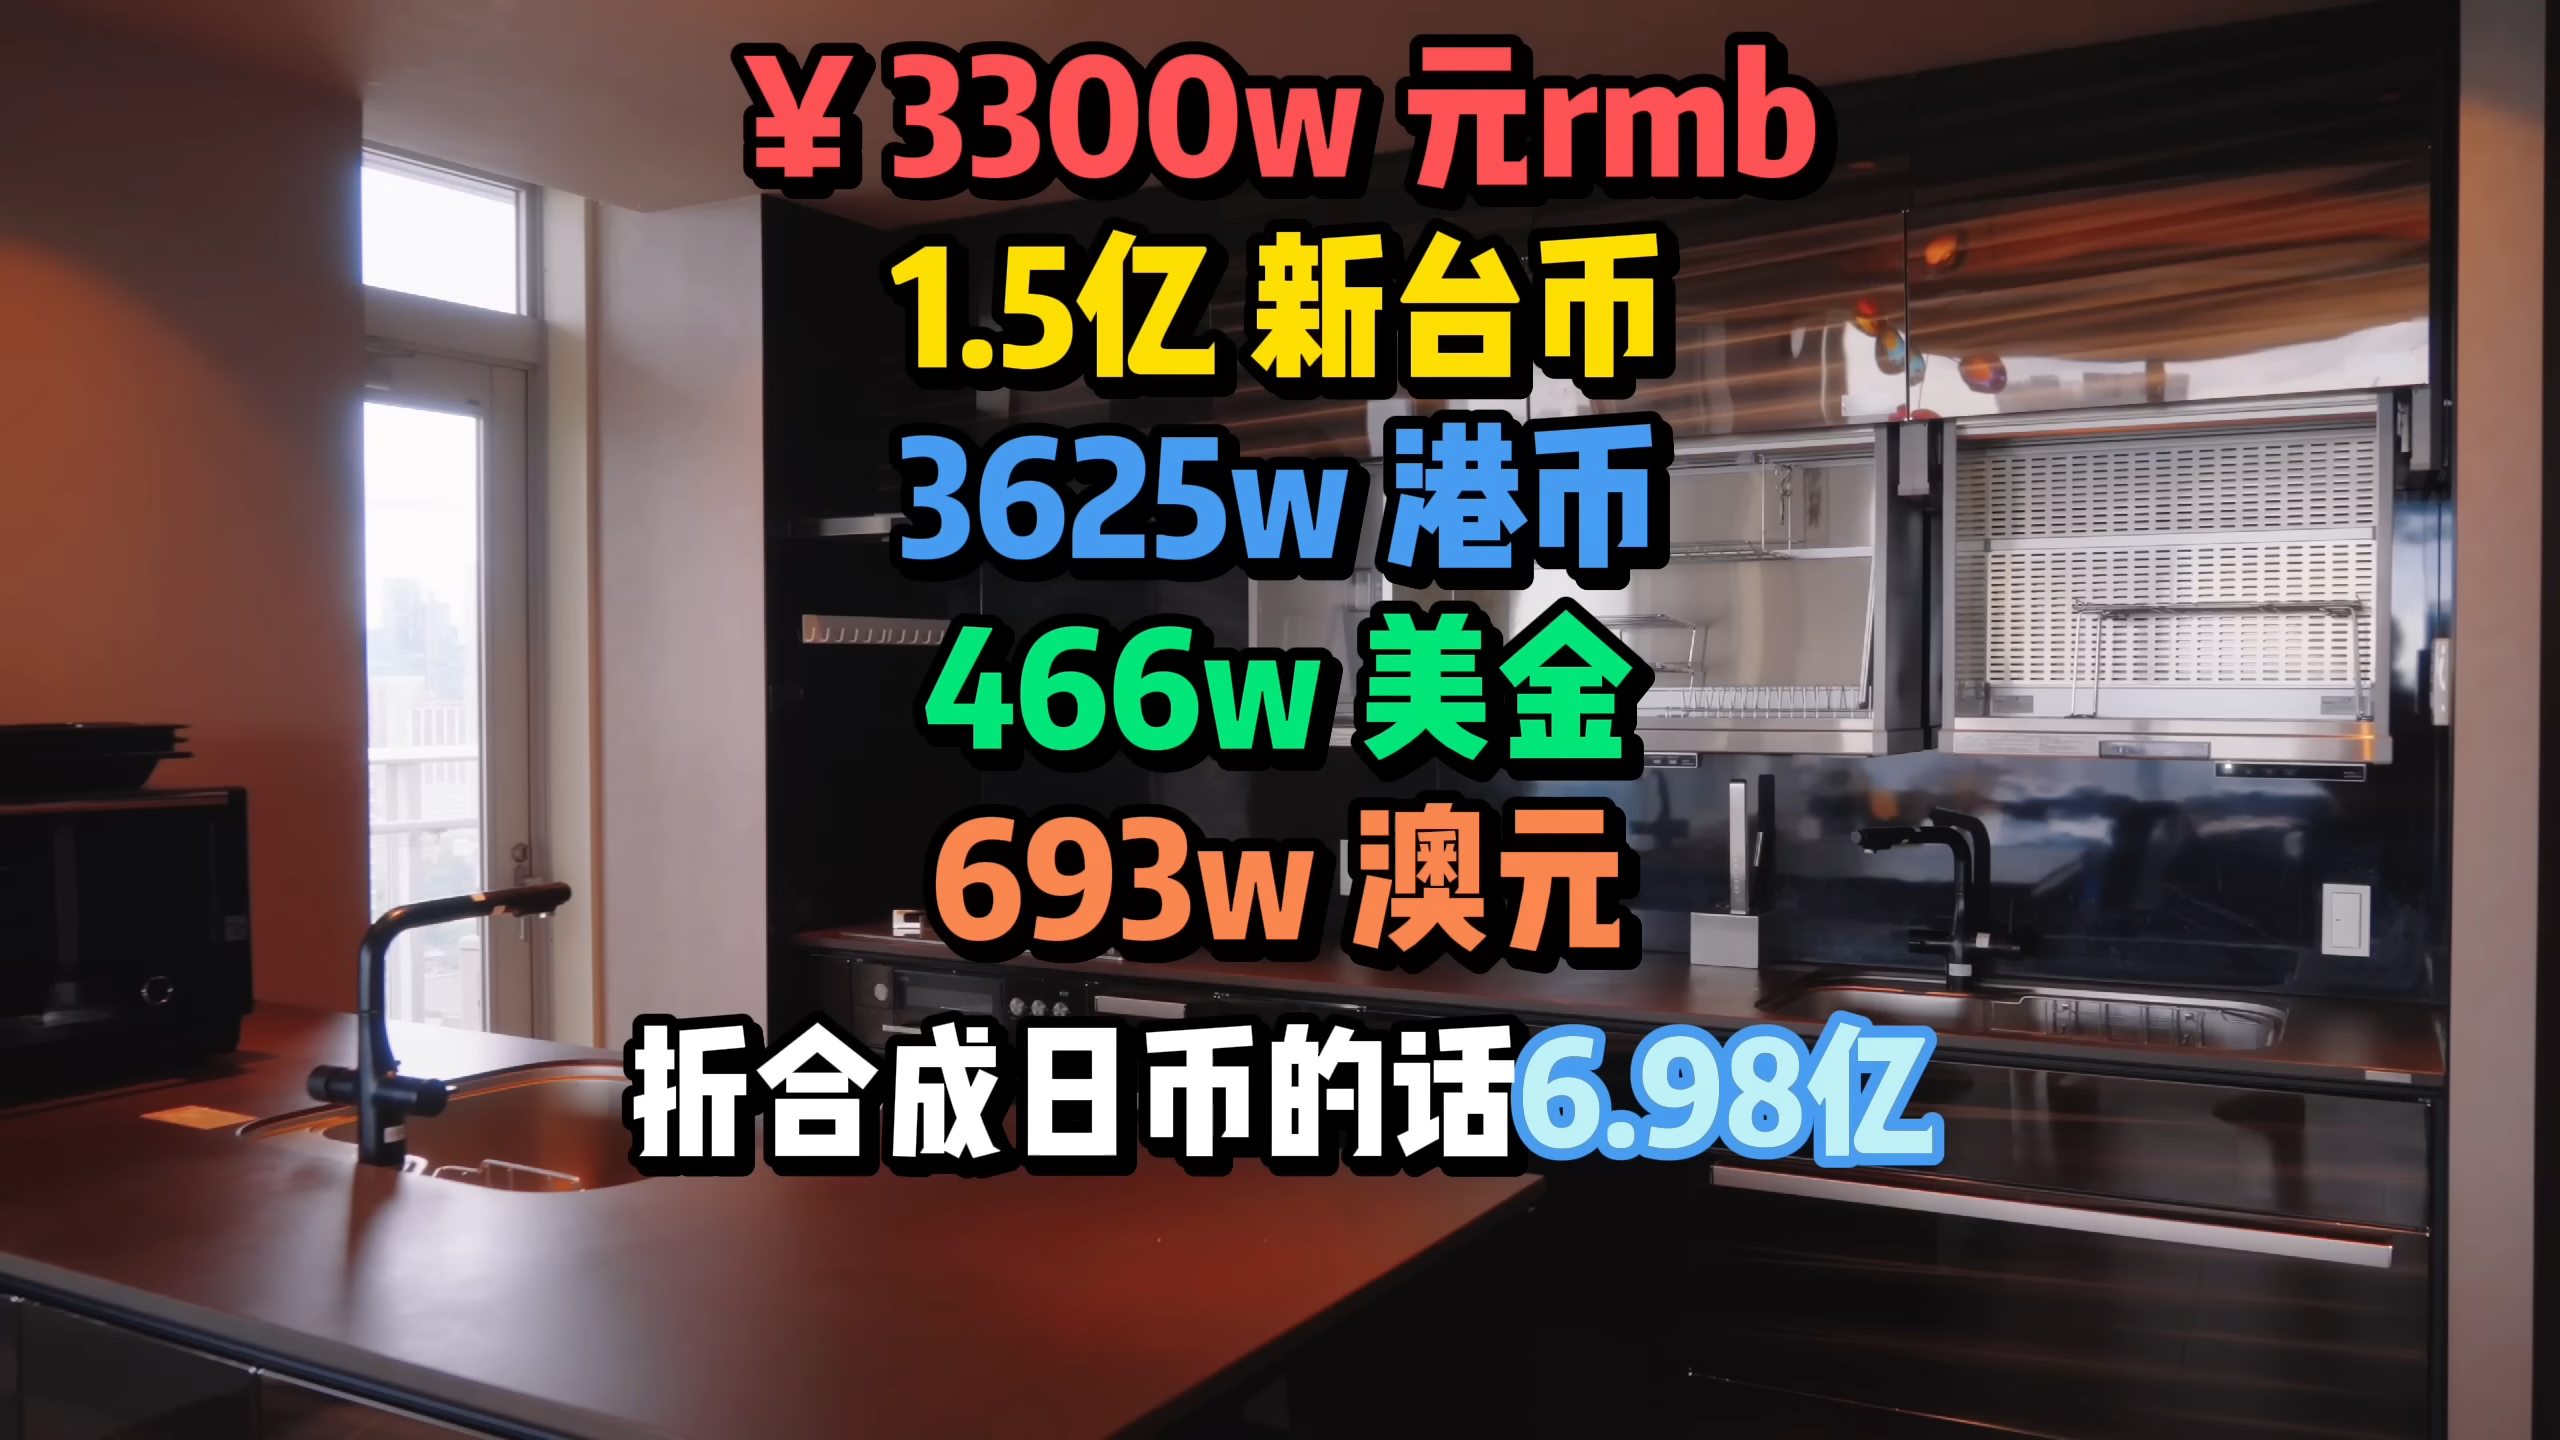 ￥3300w 元rmb
1.5亿 新台币
3625w 港币
466w 美金
693w 澳元
折合成日币的话6.98亿